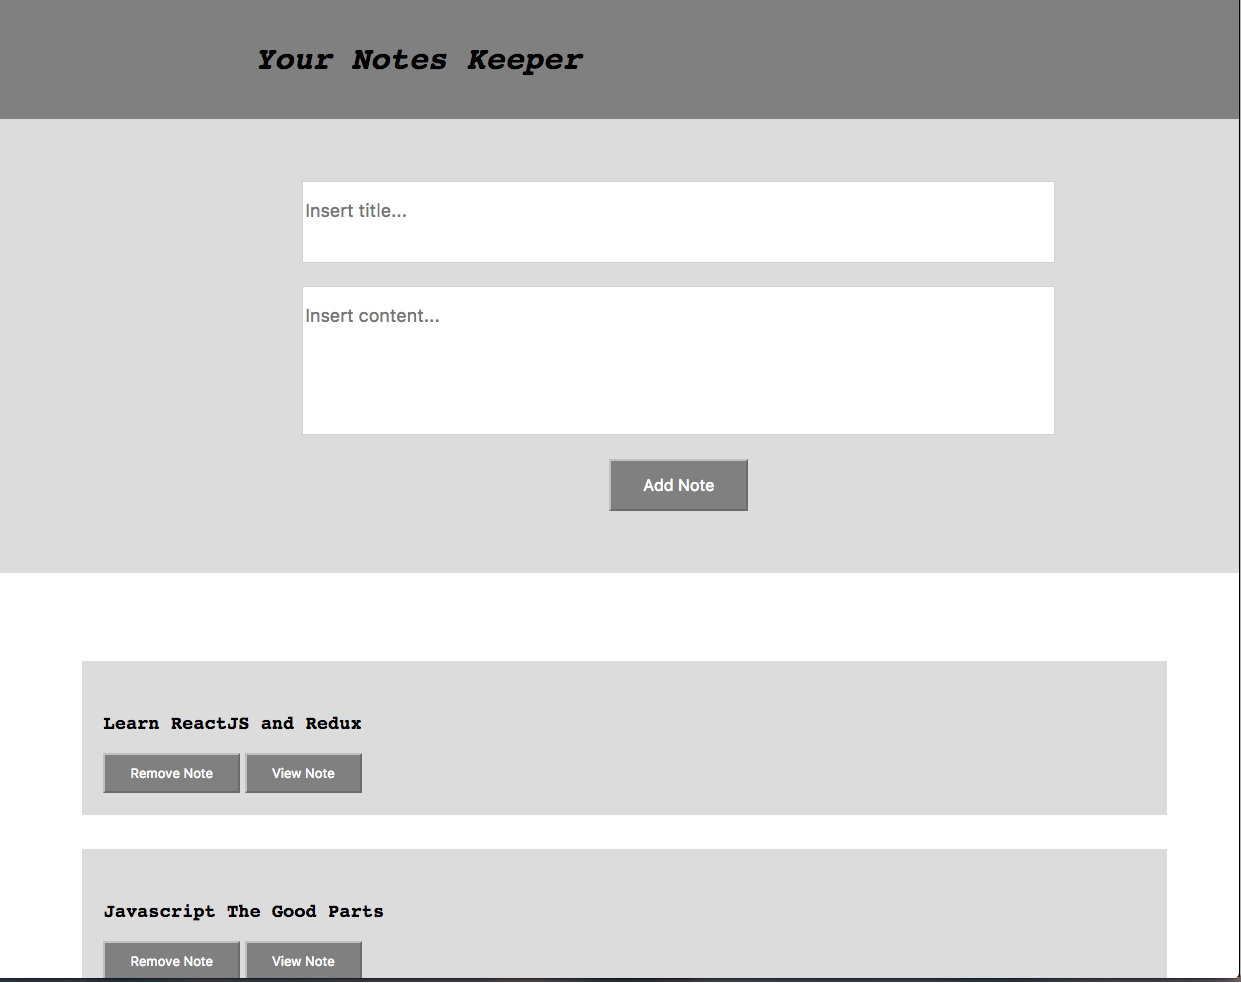 Your Notes Keeper
Insert title...
Insert content...
Add Note
Learn ReactJS and Redux
Remove Note View Note
Javascript The Good Parts
Remove Note View Note